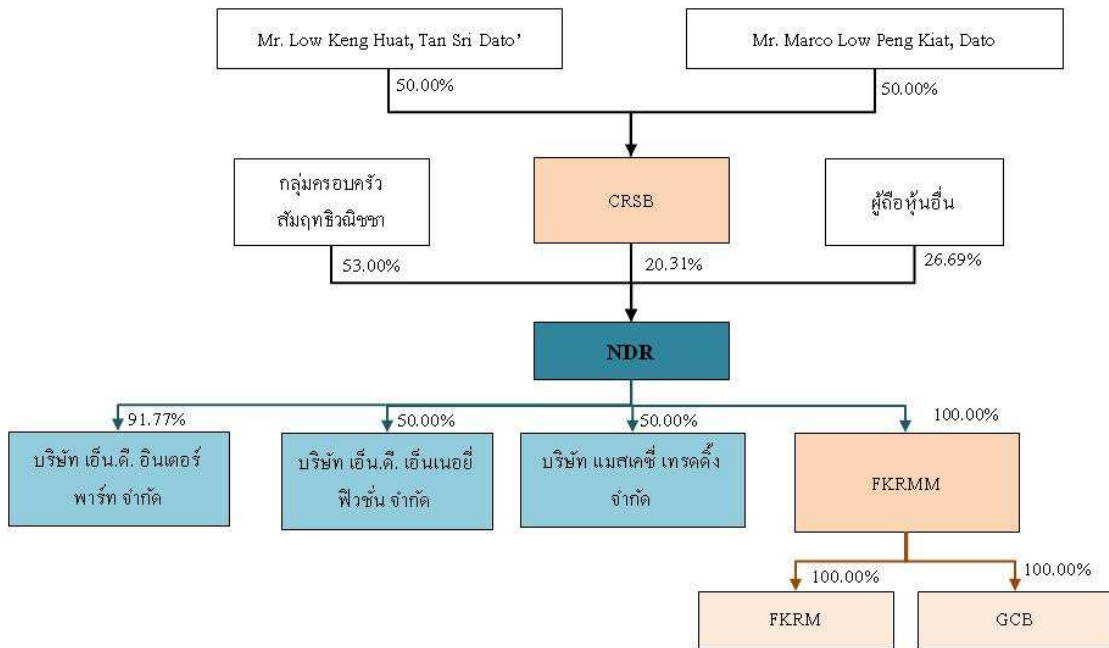 Mr. Low Keng Huat, Tan Sri Dato’
Mr. Marco Low Peng Kiat, Dato
50.00%
50.00%
กลุ่มครอบครัว
สัมฤทธิวณิชชา
CRSB
ผู้ถือหุ้นอื่น
53.00%
20.31%
26.69%
NDR
91.77%
50.00%
50.00%
100.00%
บริษัท เอ็น.ดี. อินเตอร์
พาร์ท จำกัด
บริษัท เอ็น.ดี. เอ็นเนอยี่
ฟิวชั่น จำกัด
บริษัท แมสเคซี่ เทรดดิ้ง
จำกัด
FKRMM
100.00%
100.00%
FKRM
GCB